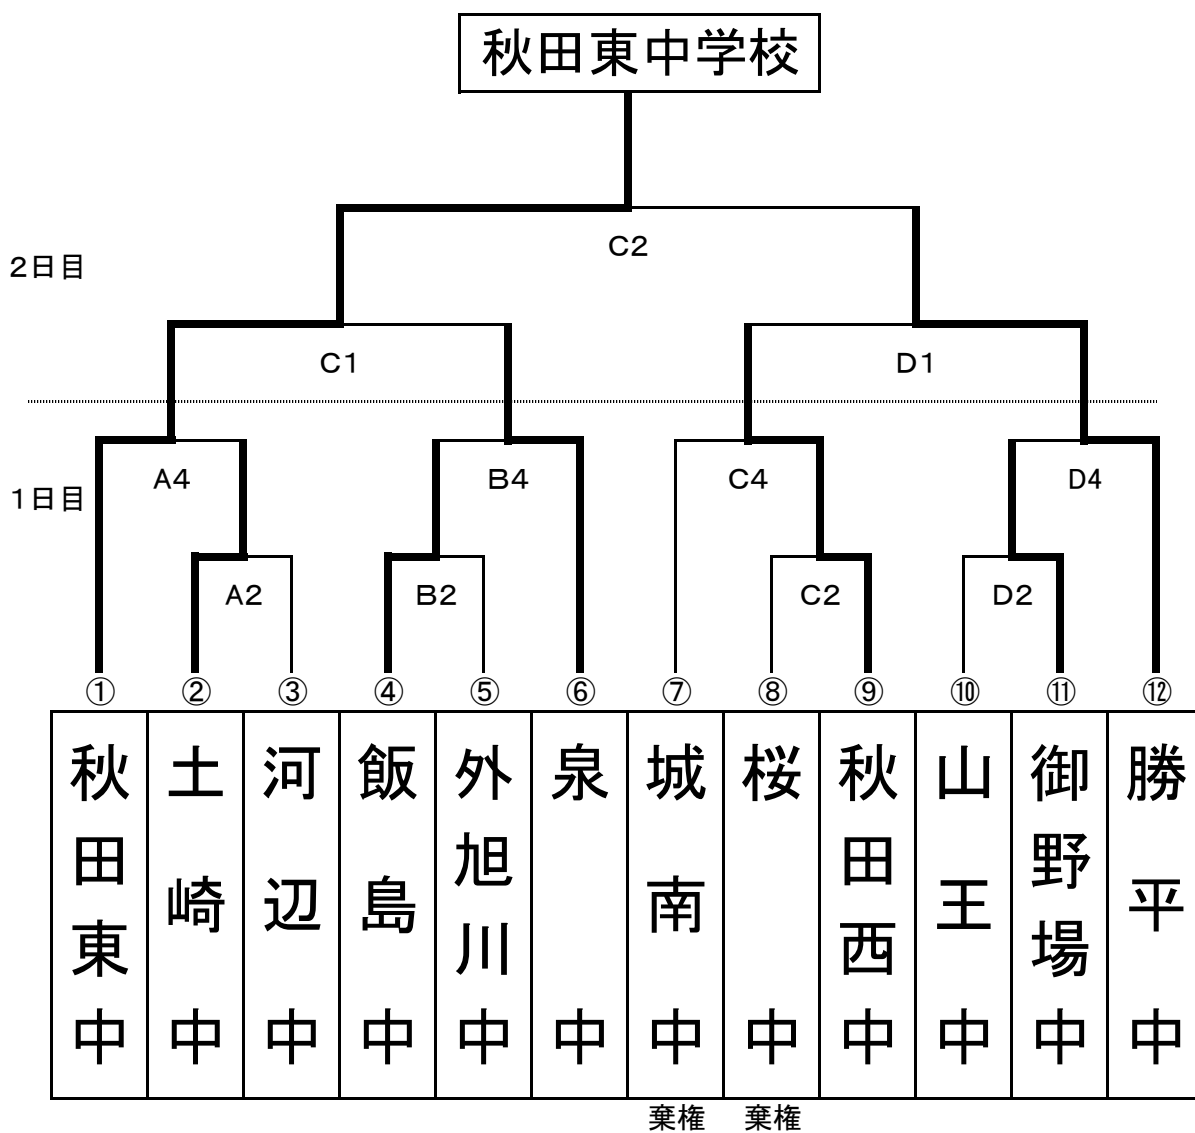 秋田東中学校
C2
2日目
C1
D1
A4
B4
C4
D4
1日目
A2
B2
C2
D2
① ② ③ ④ ⑤ ⑥ ⑦ ⑧ ⑨ ⑩ ⑪ ⑫
秋田東中
土崎中
河辺中
飯島中
外旭川中
泉中
城南中
桜中
秋田西中
山王中
御野場中
勝平中
棄権 棄権